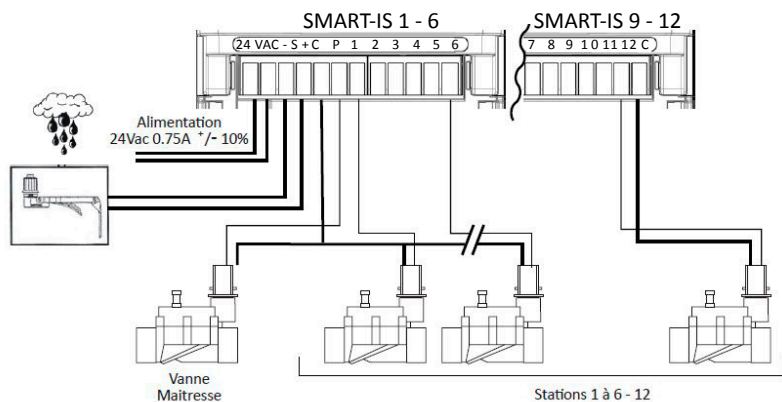 SMART-IS 1 - 6
SMART-IS 9 - 12
24 VAC - S + C P 1 2 3 4 5 6
7 8 9 10 11 12 C
Alimentation
24Vac 0.75A +/- 10%
Vanne
Maitresse
Stations 1 à 6 - 12